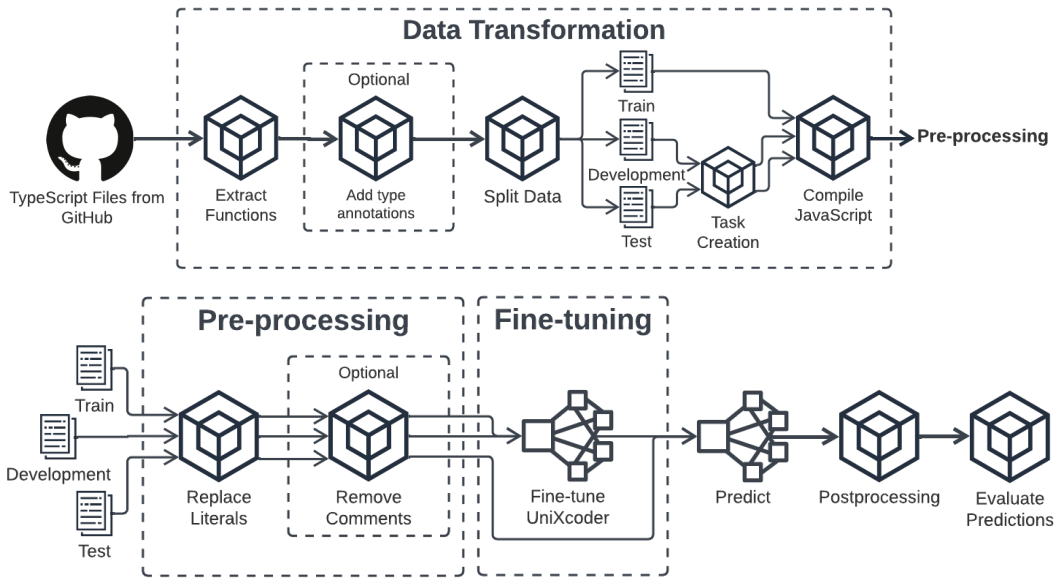 Data Transformation
Optional
Train
Development
Test
TypeScript Files from
GitHub
Extract
Functions
Add type
annotations
Split Data
Task
Creation
Compile
JavaScript
Pre-processing
Pre-processing
Fine-tuning
Optional
Train
Development
Test
Replace
Literals
Remove
Comments
Fine-tune
UniXcoder
Predict
Postprocessing
Evaluate
Predictions